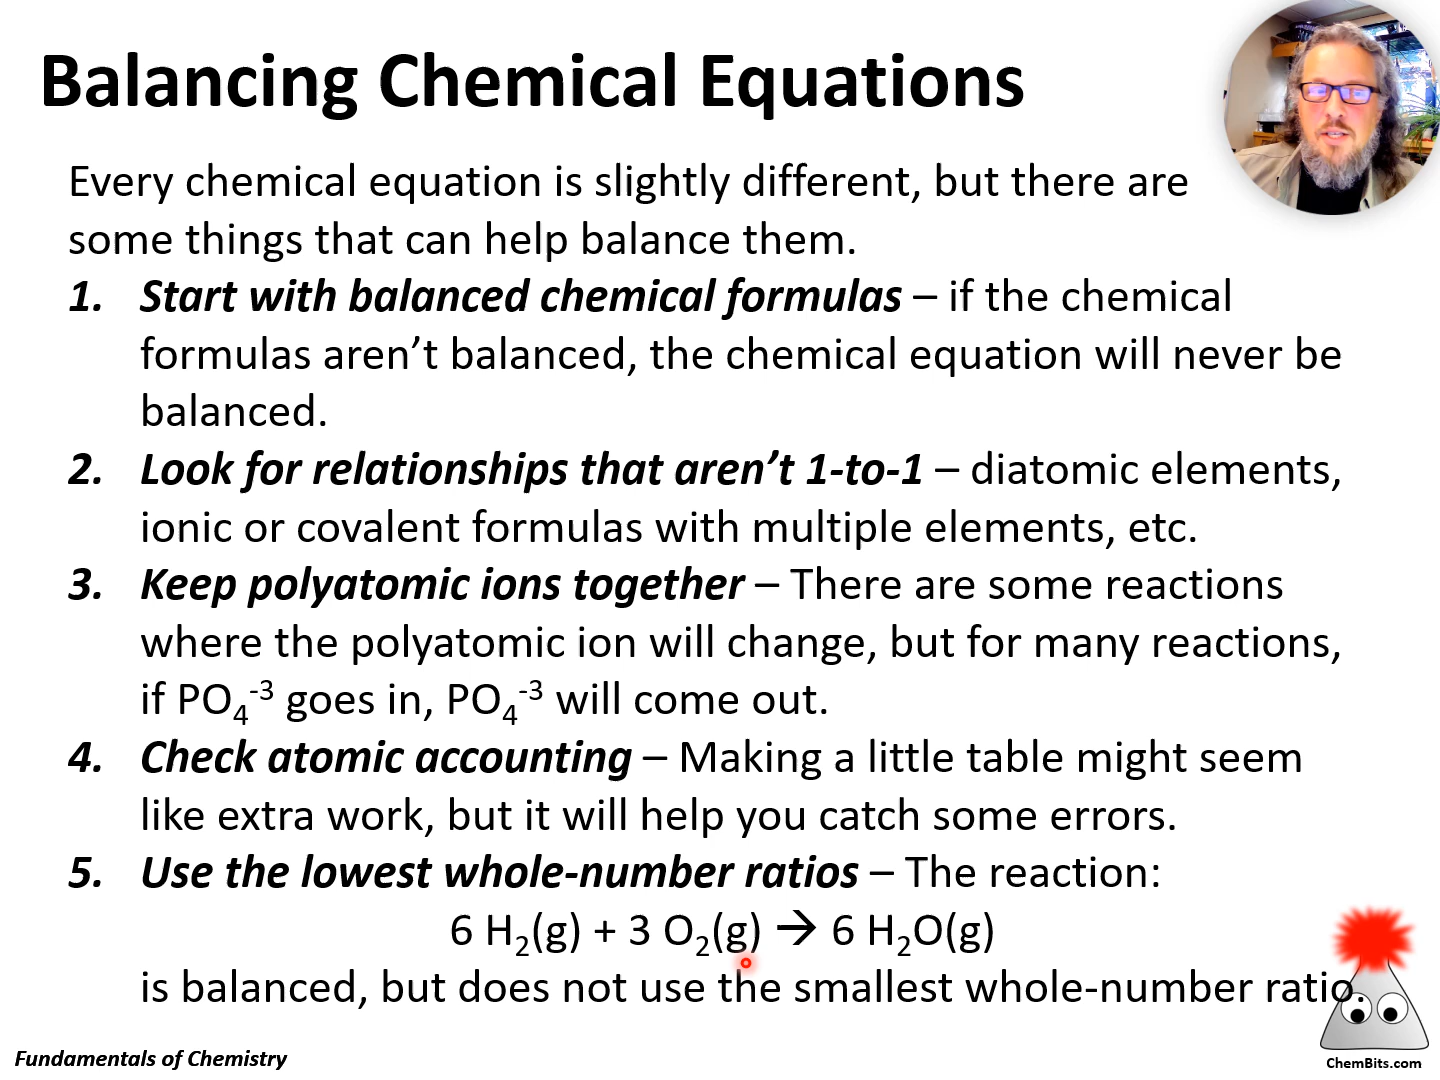 Balancing Chemical Equations
Every chemical equation is slightly different, but there are
some things that can help balance them.
1. Start with balanced chemical formulas – if the chemical
formulas aren’t balanced, the chemical equation will never be
balanced.
2. Look for relationships that aren’t 1-to-1 – diatomic elements,
ionic or covalent formulas with multiple elements, etc.
3. Keep polyatomic ions together – There are some reactions
where the polyatomic ion will change, but for many reactions,
if PO₄⁻³ goes in, PO₄⁻³ will come out.
4. Check atomic accounting – Making a little table might seem
like extra work, but it will help you catch some errors.
5. Use the lowest whole-number ratios – The reaction:
6 H₂(g) + 3 O₂(g) → 6 H₂O(g)
is balanced, but does not use the smallest whole-number ratio.
Fundamentals of Chemistry
ChemBits.com